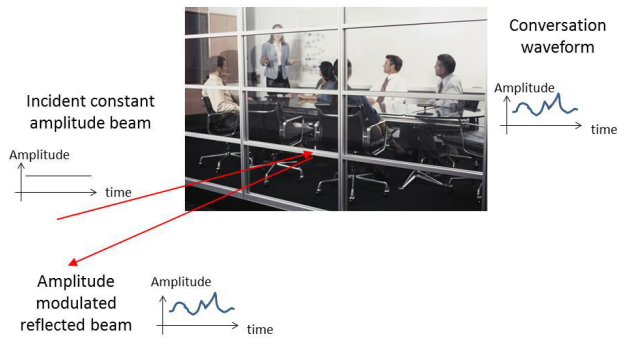 Conversation
waveform
Amplitude
time
Incident constant
amplitude beam
Amplitude
time
Amplitude
modulated
reflected beam
Amplitude
time